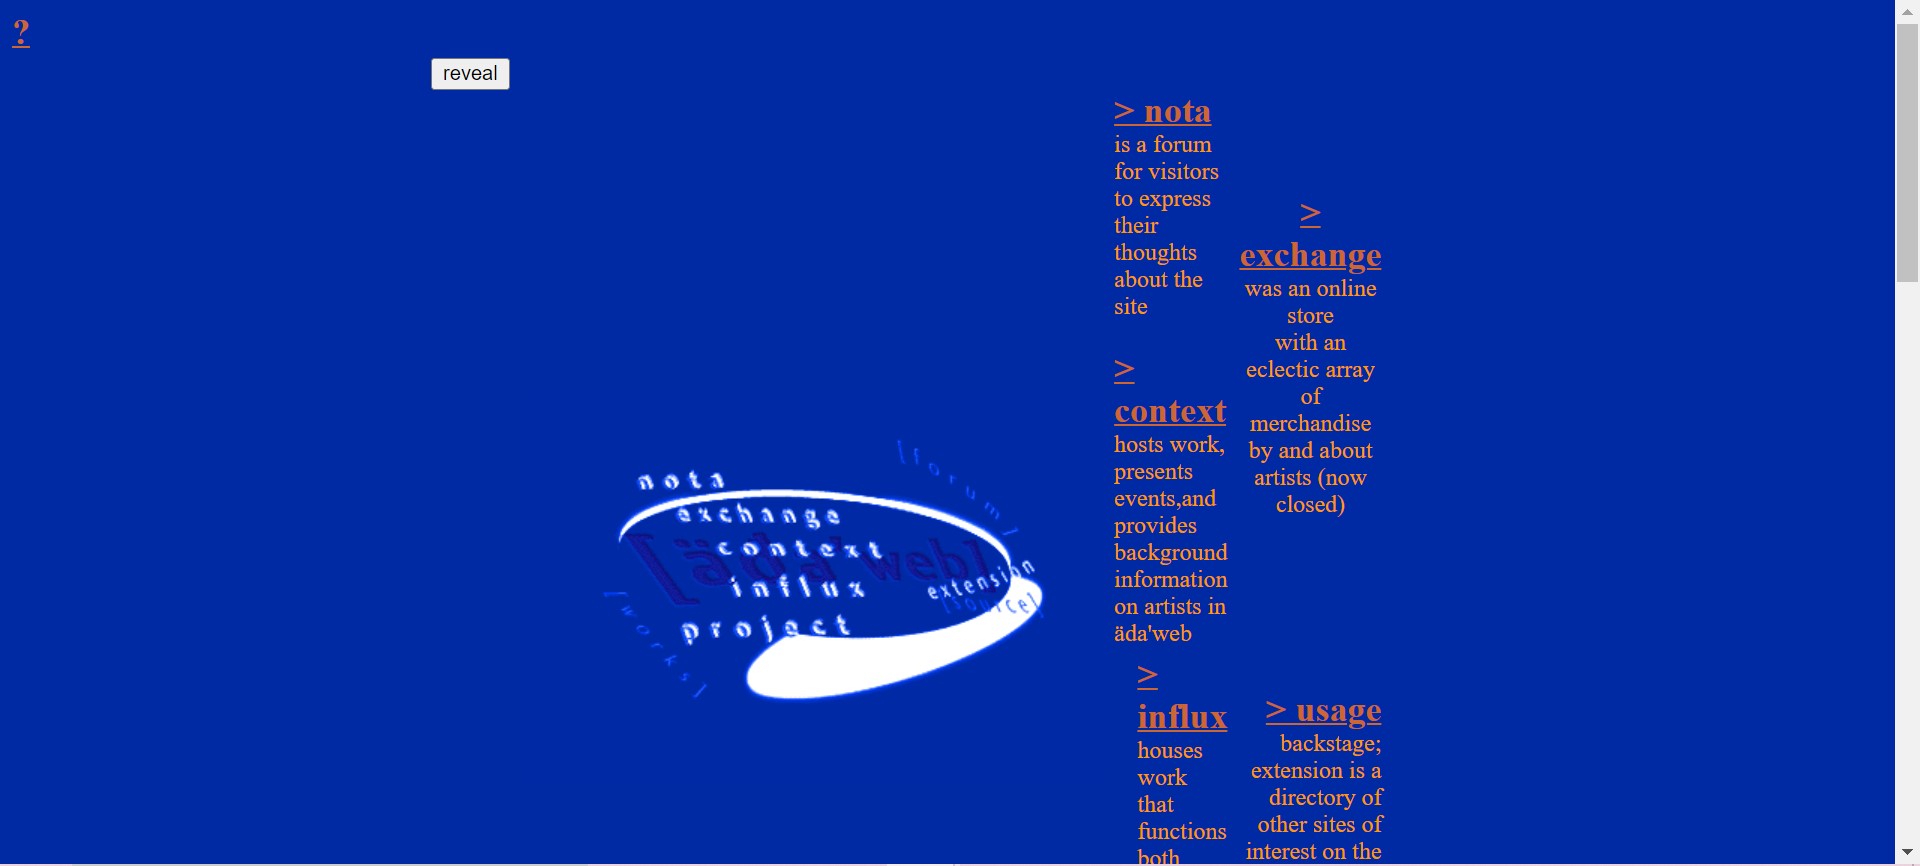 ?
reveal
> nota
is a forum
for visitors
to express
their
thoughts
about the
site
>
exchange
was an online
store
with an
eclectic array
of
merchandise
by and about
artists (now
closed)
>
context
hosts work,
presents
events,and
provides
background
information
on artists in
äda'web
[forum]
nota
exchange
context
[äda'web]
influx
extension
[source]
project
[works]
>
influx
houses
work
that
functions
both
> usage
backstage;
extension is a
directory of
other sites of
interest on the